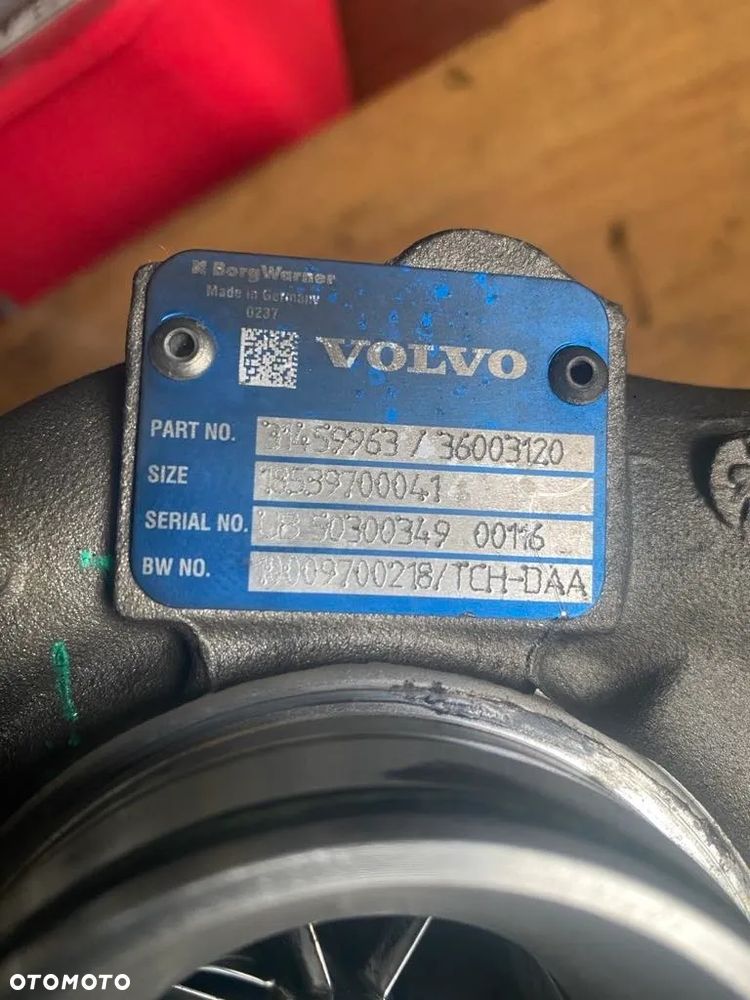 BorgWarner
Made in Germany
0237
VOLVO
PART NO. 31459963 / 36003120
SIZE 18539700041
SERIAL NO. 50300349 00116
BW NO. 18009700218/TCH-DAA
OTOMOTO